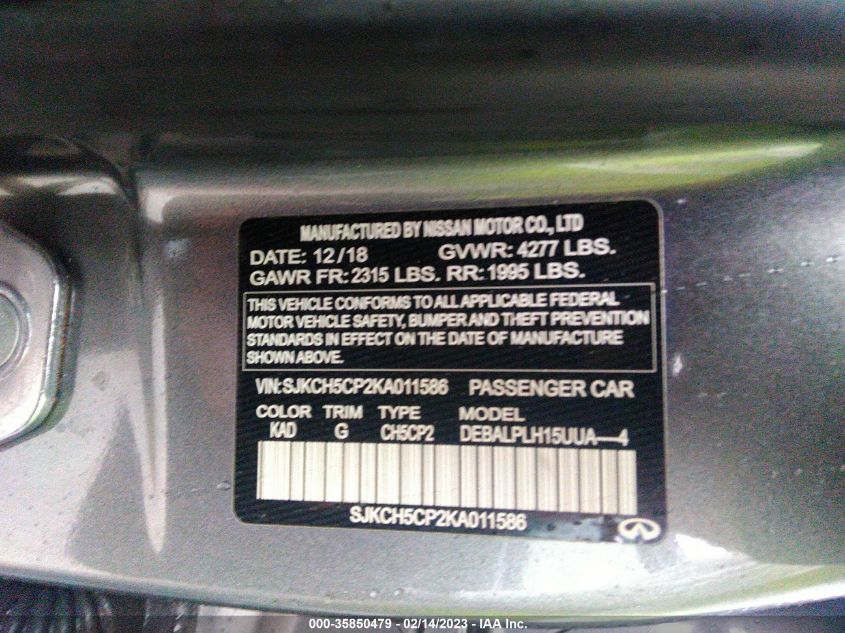 MANUFACTURED BY NISSAN MOTOR CO., LTD
DATE: 12/18 GVWR: 4277 LBS.
GAWR FR: 2315 LBS. RR: 1995 LBS.
THIS VEHICLE CONFORMS TO ALL APPLICABLE FEDERAL
MOTOR VEHICLE SAFETY, BUMPER AND THEFT PREVENTION
STANDARDS IN EFFECT ON THE DATE OF MANUFACTURE
SHOWN ABOVE.
VIN: SJKCH5CP2KA011586 PASSENGER CAR
COLOR TRIM TYPE MODEL
KAD G CH5CP2 DEBALPLH15UUA—4
SJKCH5CP2KA011586
000-35850479 — 02/14/2023 - IAA Inc.